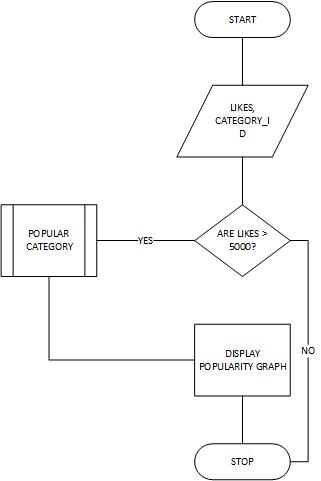 START
LIKES,
CATEGORY_I
D
ARE LIKES >
5000?
YES
POPULAR
CATEGORY
DISPLAY
POPULARITY GRAPH
NO
STOP